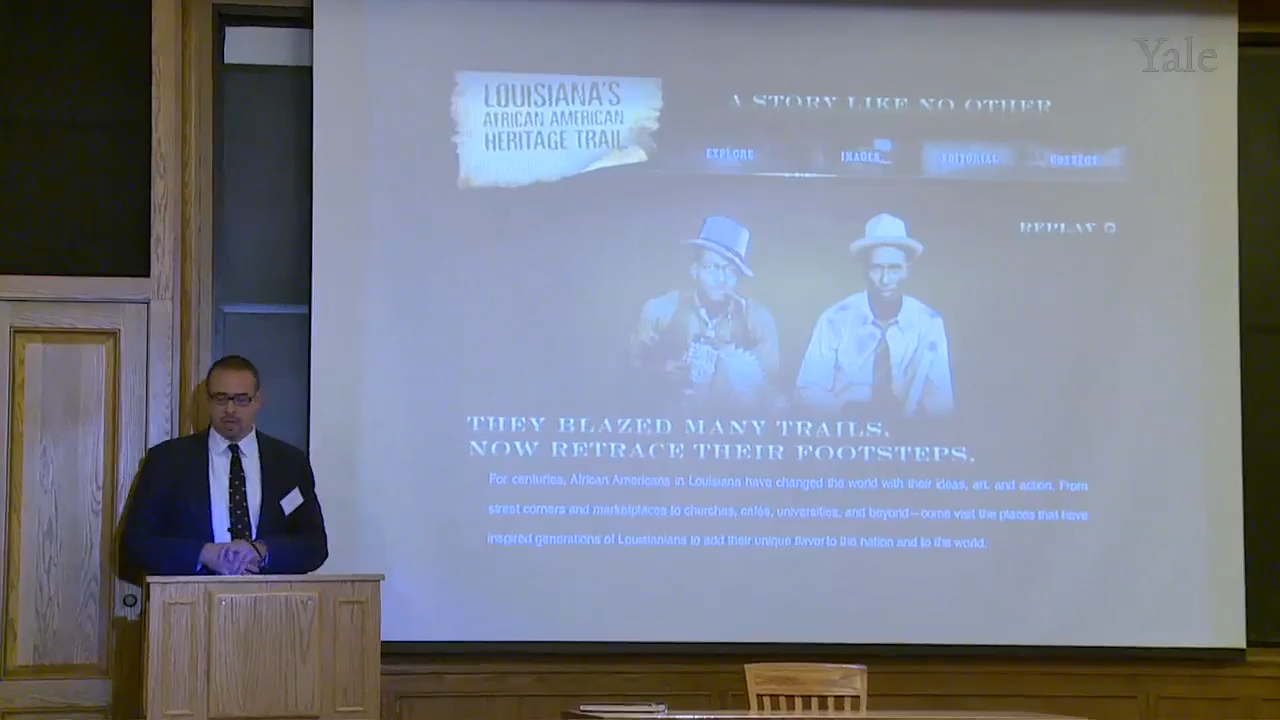 Yale
LOUISIANA'S
AFRICAN AMERICAN
HERITAGE TRAIL
A STORY LIKE NO OTHER
EXPLORE IMAGES EDITORIAL CONNECT
REPLAY
THEY BLAZED MANY TRAILS.
NOW RETRACE THEIR FOOTSTEPS.
For centuries, African Americans in Louisiana have changed the world with their ideas, art, and action. From
street corners and marketplaces to churches, cafés, universities, and beyond—come visit the places that have
inspired generations of Louisianians to add their unique flavor to the nation and to the world.